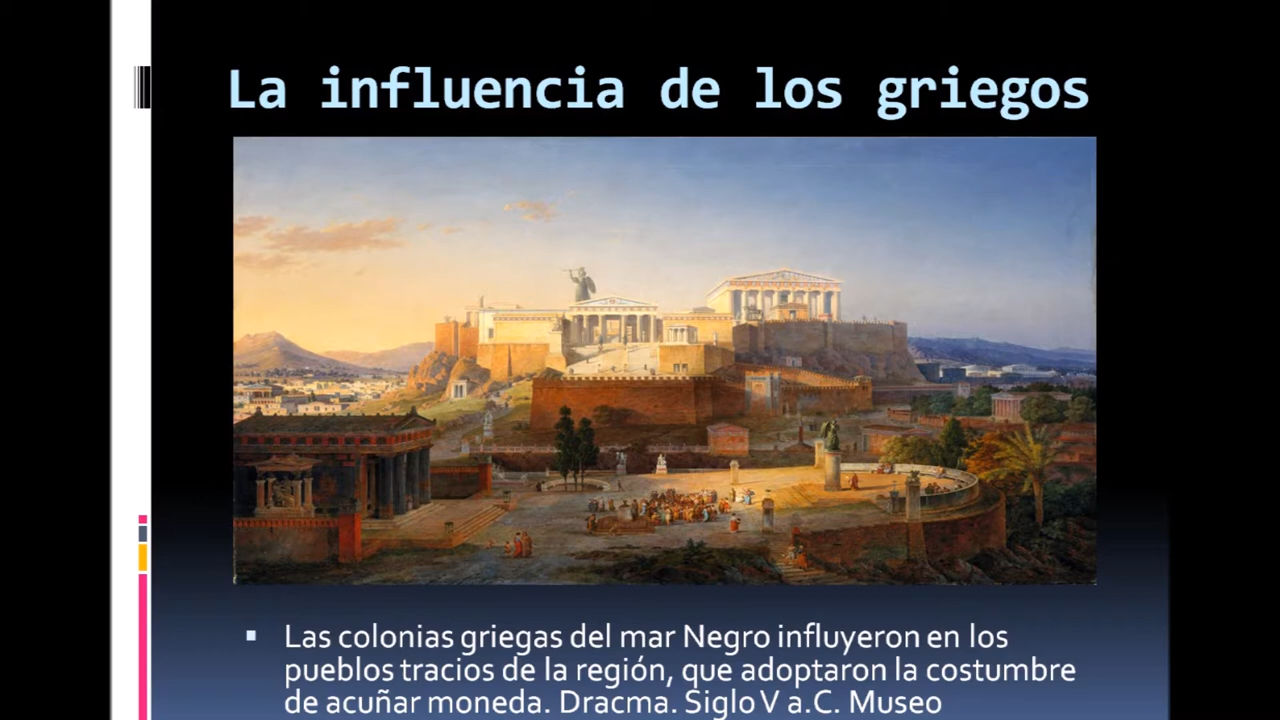 La influencia de los griegos
Las colonias griegas del mar Negro influyeron en los
pueblos tracios de la región, que adoptaron la costumbre
de acuñar moneda. Dracma. Siglo V a.C. Museo